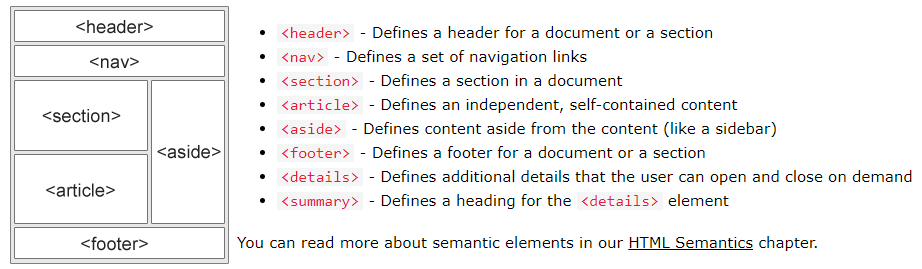 <header>
<nav>
<section>
<aside>
<article>
<footer>
<header> - Defines a header for a document or a section
<nav> - Defines a set of navigation links
<section> - Defines a section in a document
<article> - Defines an independent, self-contained content
<aside> - Defines content aside from the content (like a sidebar)
<footer> - Defines a footer for a document or a section
<details> - Defines additional details that the user can open and close on demand
<summary> - Defines a heading for the <details> element
You can read more about semantic elements in our HTML Semantics chapter.